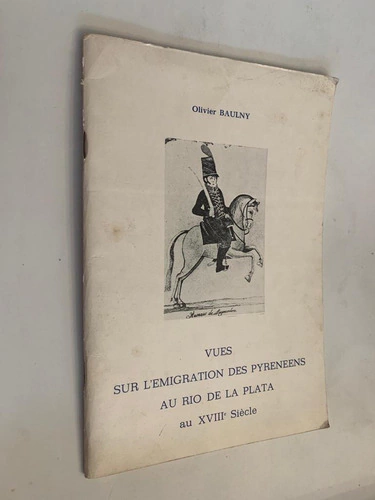 Olivier BAULNY
VUES
SUR L'EMIGRATION DES PYRENEENS
AU RIO DE LA PLATA
au XVIIIe Siècle